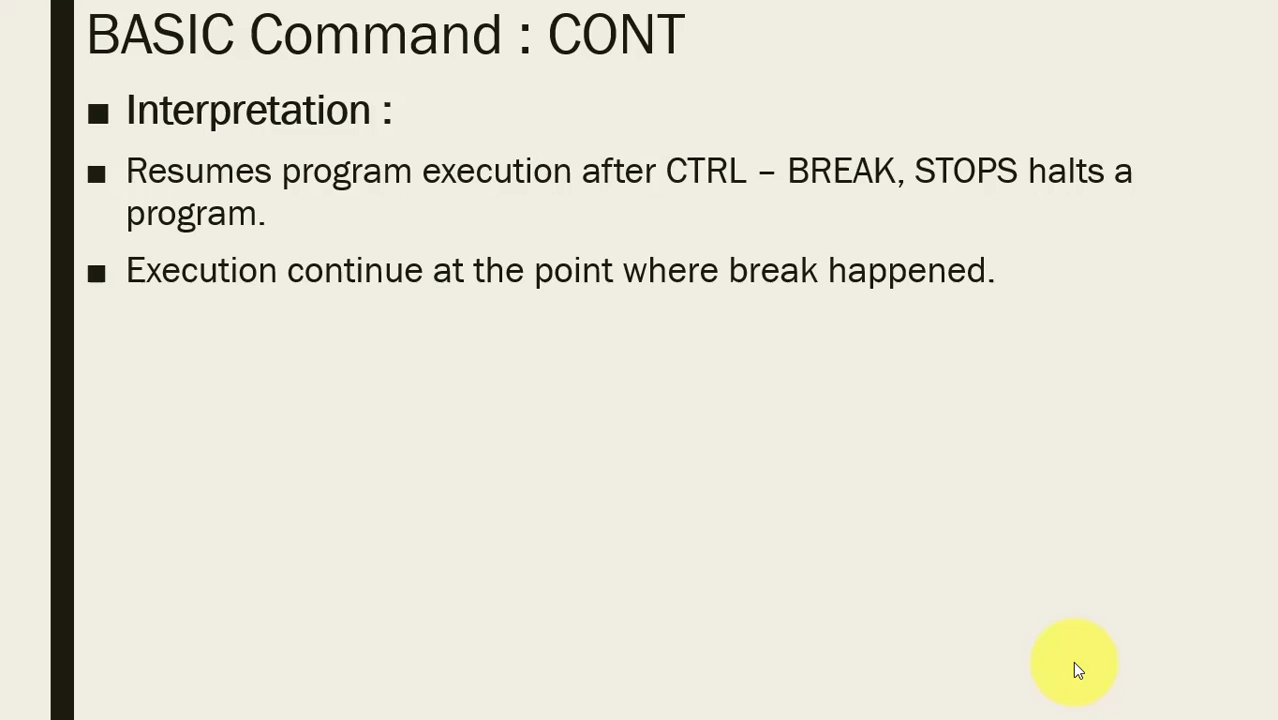 BASIC Command : CONT
■ Interpretation :
■ Resumes program execution after CTRL – BREAK, STOPS halts a
program.
■ Execution continue at the point where break happened.